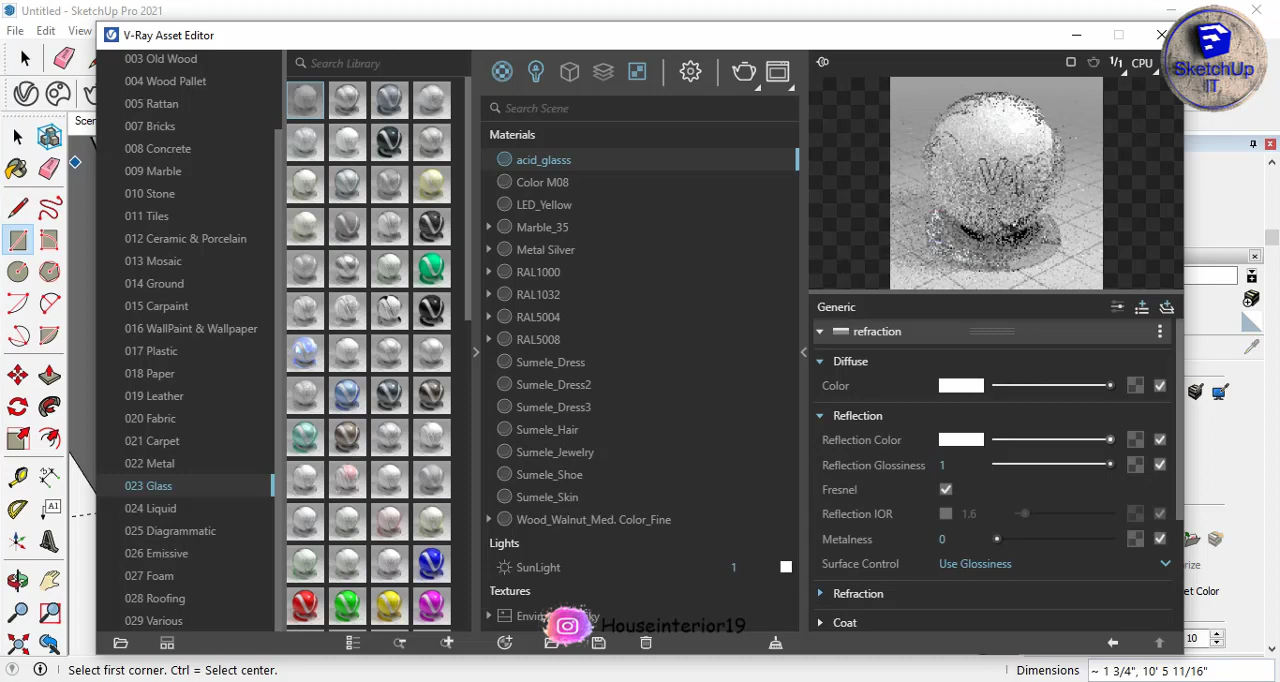 Untitled - SketchUp Pro 2021
File Edit View
V-Ray Asset Editor
SketchUp
IT
003 Old Wood
004 Wood Pallet
005 Rattan
007 Bricks
008 Concrete
009 Marble
010 Stone
011 Tiles
012 Ceramic & Porcelain
013 Mosaic
014 Ground
015 Carpaint
016 WallPaint & Wallpaper
017 Plastic
018 Paper
019 Leather
020 Fabric
021 Carpet
022 Metal
023 Glass
024 Liquid
025 Diagrammatic
026 Emissive
027 Foam
028 Roofing
029 Various
Search Library
Search Scene
Materials
acid_glasss
Color M08
LED_Yellow
Marble_35
Metal Silver
RAL1000
RAL1032
RAL5004
RAL5008
Sumele_Dress
Sumele_Dress2
Sumele_Dress3
Sumele_Hair
Sumele_Jewelry
Sumele_Shoe
Sumele_Skin
Wood_Walnut_Med. Color_Fine
Lights
SunLight 1
Textures
Houseinterior19
1/1 CPU
Generic
refraction
Diffuse
Color
Reflection
Reflection Color
Reflection Glossiness 1
Fresnel
Reflection IOR 1.6
Metalness 0
Surface Control Use Glossiness
Refraction
Coat
A1
10
Select first corner. Ctrl = Select center.
Dimensions ~ 1 3/4", 10' 5 11/16"